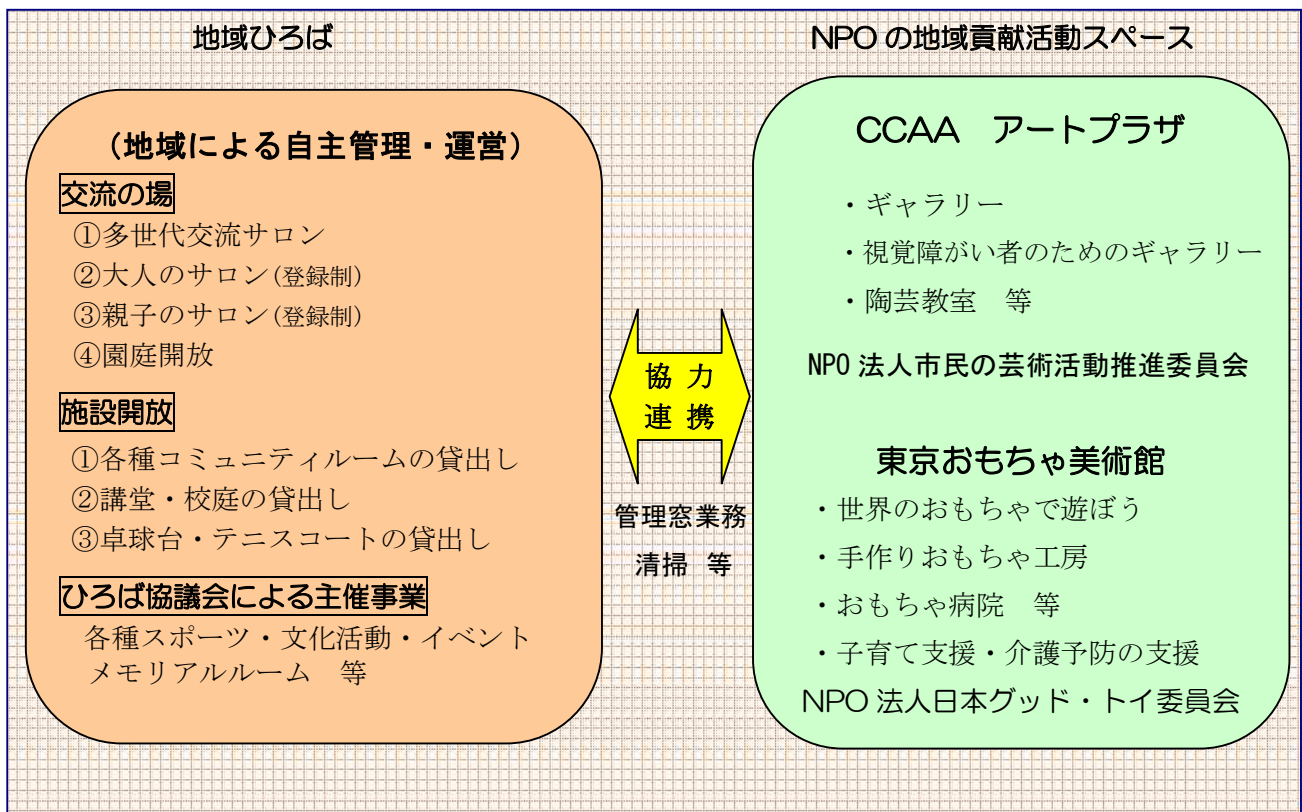 地域ひろば
(地域による自主管理・運営)
交流の場
①多世代交流サロン
②大人のサロン(登録制)
③親子のサロン(登録制)
④園庭開放
施設開放
①各種コミュニティルームの貸出し
②講堂・校庭の貸出し
③卓球台・テニスコートの貸出し
ひろば協議会による主催事業
各種スポーツ・文化活動・イベント
メモリアルルーム　等
協 力
連 携
管理窓業務
清掃 等
NPO の地域貢献活動スペース
CCAA　アートプラザ
・ギャラリー
・視覚障がい者のためのギャラリー
・陶芸教室　等
NPO 法人市民の芸術活動推進委員会
東京おもちゃ美術館
・世界のおもちゃで遊ぼう
・手作りおもちゃ工房
・おもちゃ病院　等
・子育て支援・介護予防の支援
NPO 法人日本グッド・トイ委員会